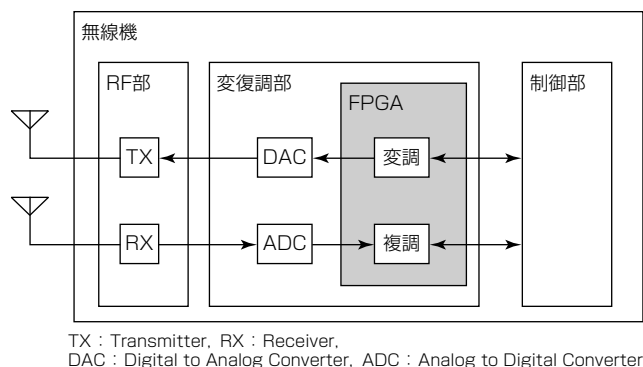 無線機
RF部
変復調部
制御部
FPGA
TX
DAC
変調
RX
ADC
複調
TX：Transmitter, RX：Receiver,
DAC：Digital to Analog Converter, ADC：Analog to Digital Converter